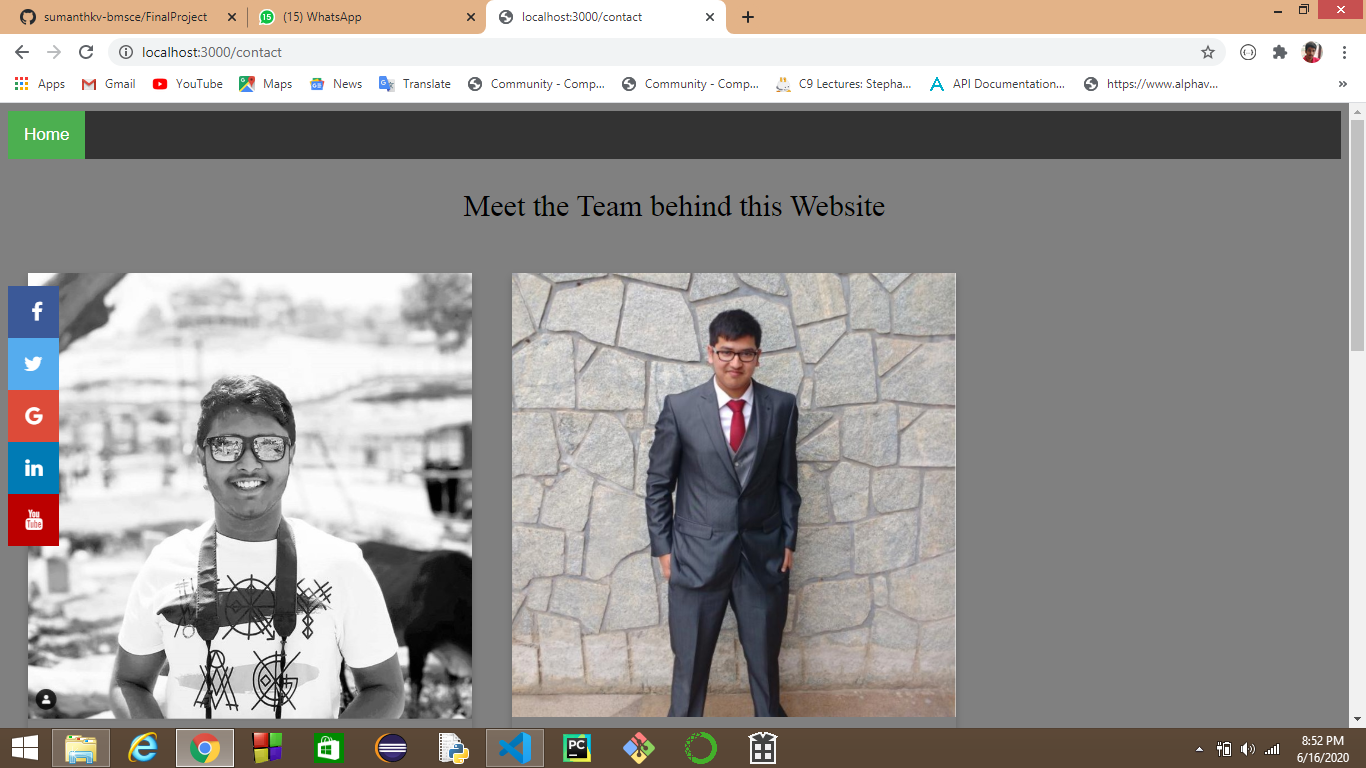 sumanthkv-bmsce/FinalProject
(15) WhatsApp
localhost:3000/contact
localhost:3000/contact
Apps
Gmail
YouTube
Maps
News
Translate
Community - Comp...
Community - Comp...
C9 Lectures: Stepha...
API Documentation...
https://www.alphav...
»
Home
Meet the Team behind this Website
f
G
in
You
Tube
PC
8:52 PM
6/16/2020